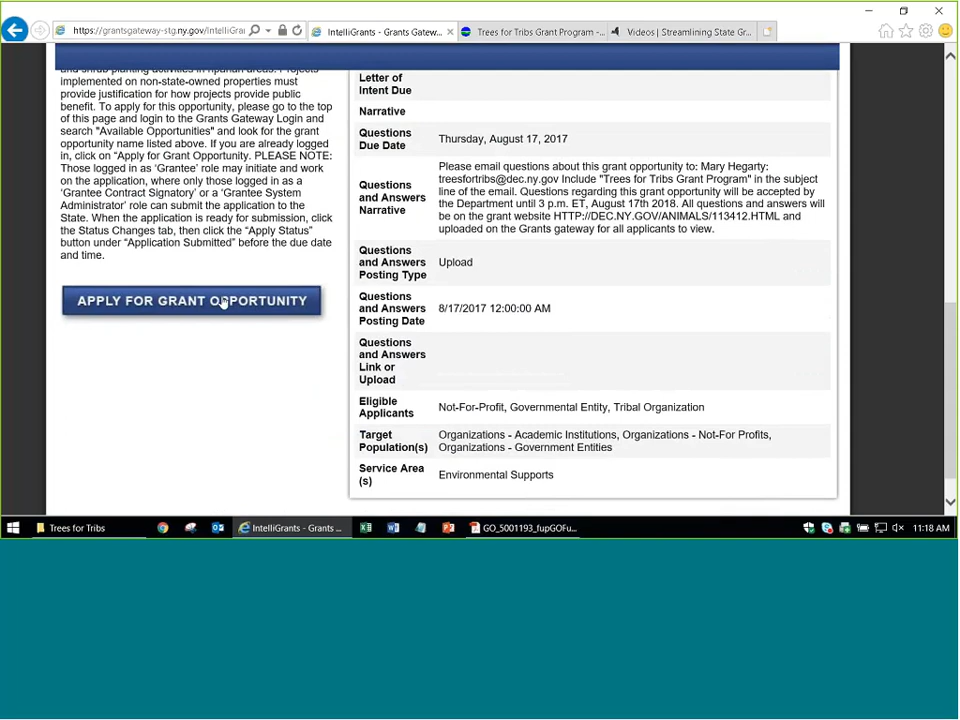 https://grantsgateway-stg.ny.gov/IntelliGra
IntelliGrants - Grants Gatew...
Trees for Tribs Grant Program -...
Videos | Streamlining State Gr...
and shrub planting activities in riparian areas. Projects
implemented on non-state-owned properties must
provide justification for how projects provide public
benefit. To apply for this opportunity, please go to the top
of this page and login to the Grants Gateway Login and
search "Available Opportunities" and look for the grant
opportunity name listed above. If you are already logged
in, click on "Apply for Grant Opportunity. PLEASE NOTE:
Those logged in as 'Grantee' role may initiate and work
on the application, where only those logged in as a
'Grantee Contract Signatory' or a 'Grantee System
Administrator' role can submit the application to the
State. When the application is ready for submission, click
the Status Changes tab, then click the "Apply Status"
button under "Application Submitted" before the due date
and time.
APPLY FOR GRANT OPPORTUNITY
Letter of
Intent Due
Narrative
Questions
Due Date
Thursday, August 17, 2017
Questions
and Answers
Narrative
Please email questions about this grant opportunity to: Mary Hegarty:
treesfortribs@dec.ny.gov Include "Trees for Tribs Grant Program" in the subject
line of the email. Questions regarding this grant opportunity will be accepted by
the Department until 3 p.m. ET, August 17th 2018. All questions and answers will
be on the grant website HTTP://DEC.NY.GOV/ANIMALS/113412.HTML and
uploaded on the Grants gateway for all applicants to view.
Questions
and Answers
Posting Type
Upload
Questions
and Answers
Posting Date
8/17/2017 12:00:00 AM
Questions
and Answers
Link or
Upload
Eligible
Applicants
Not-For-Profit, Governmental Entity, Tribal Organization
Target
Population(s)
Organizations - Academic Institutions, Organizations - Not-For Profits,
Organizations - Government Entities
Service Area
(s)
Environmental Supports
Trees for Tribs
IntelliGrants - Grants ...
GO_5001193_fupGOFu...
11:18 AM